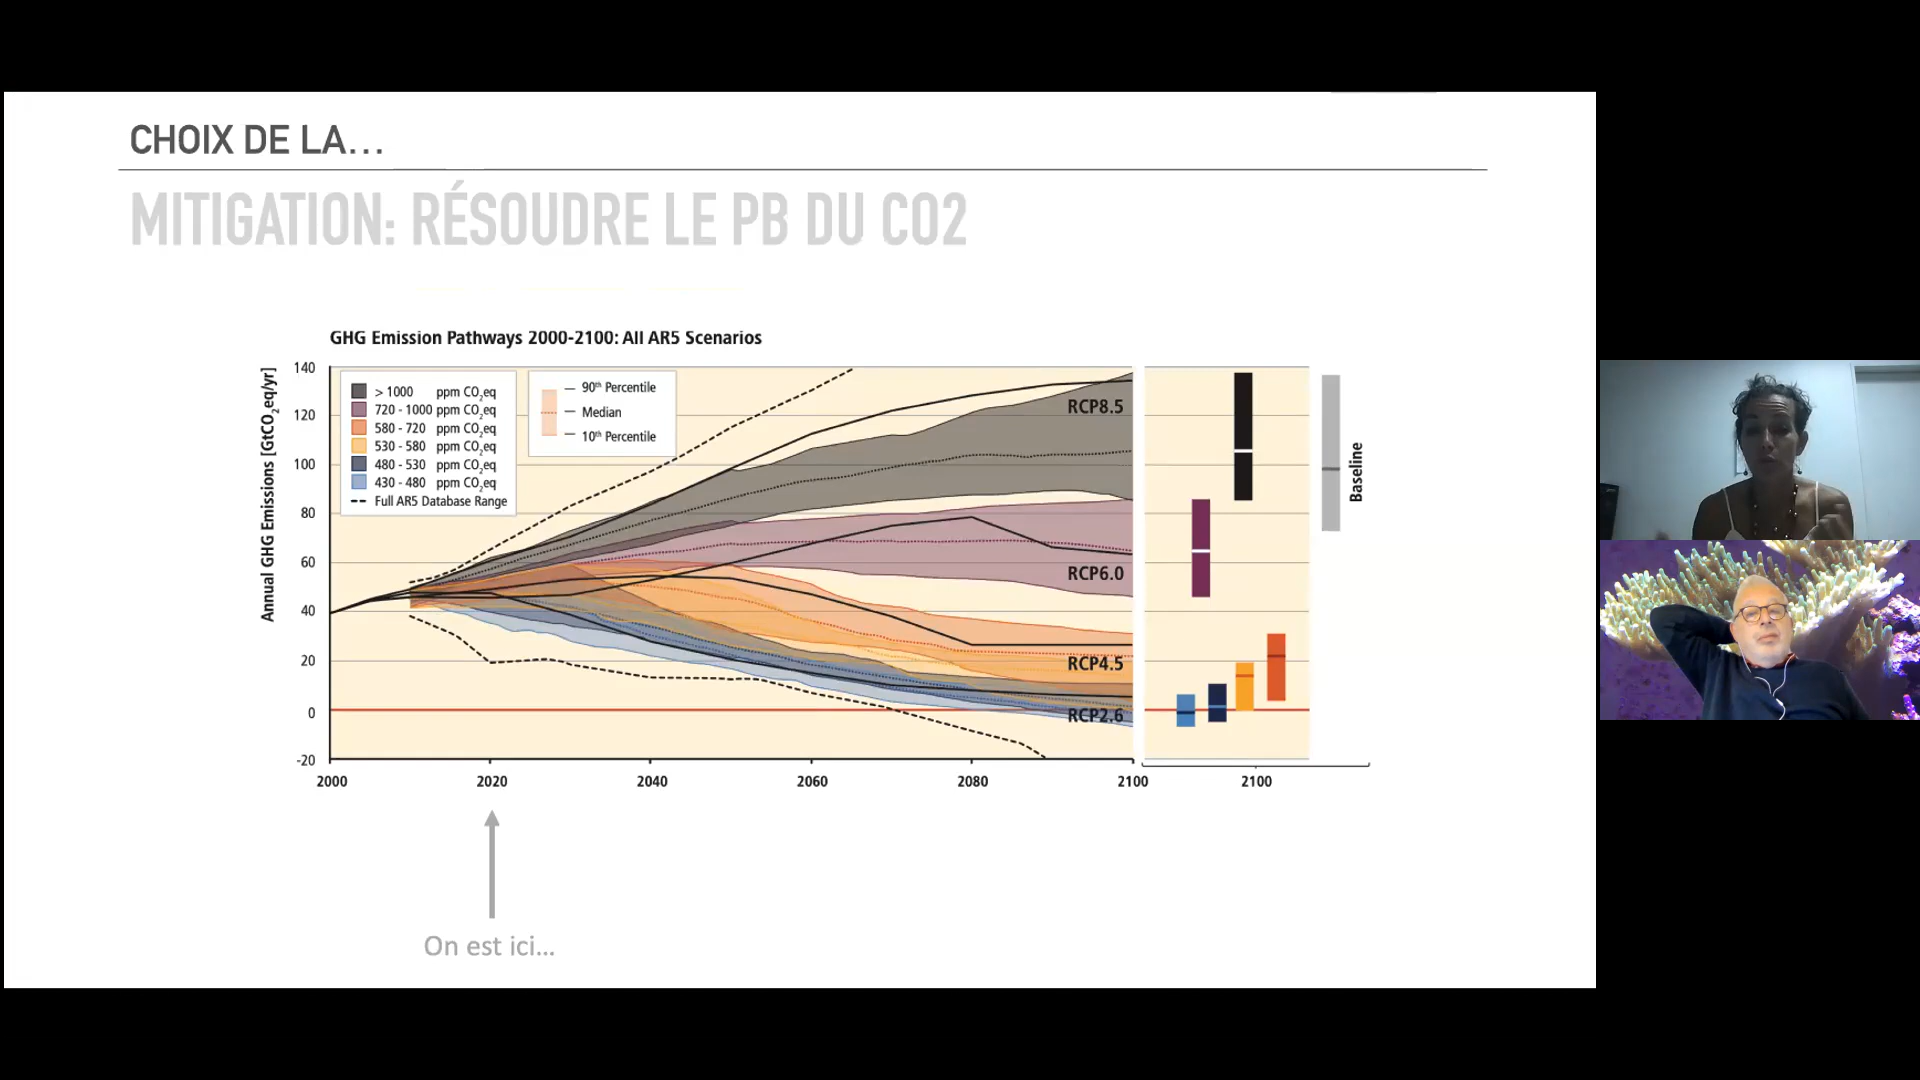 CHOIX DE LA...
MITIGATION: RÉSOUDRE LE PB DU CO2
GHG Emission Pathways 2000-2100: All AR5 Scenarios
Annual GHG Emissions [GtCO2eq/yr]
140
120
100
80
60
40
20
0
-20
> 1000 ppm CO2eq
720 - 1000 ppm CO2eq
580 - 720 ppm CO2eq
530 - 580 ppm CO2eq
480 - 530 ppm CO2eq
430 - 480 ppm CO2eq
Full AR5 Database Range
90th Percentile
Median
10th Percentile
RCP8.5
RCP6.0
RCP4.5
RCP2.6
Baseline
2000 2020 2040 2060 2080 2100 2100
On est ici...